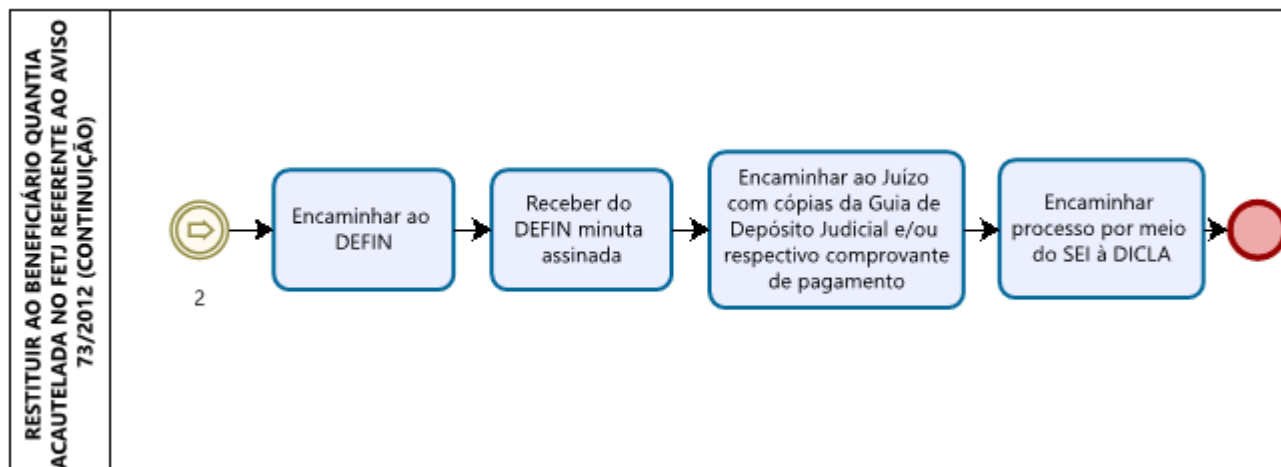 RESTITUIR AO BENEFICIÁRIO QUANTIA
ACAUTELADA NO FETJ REFERENTE AO AVISO
73/2012 (CONTINUIÇÃO)
2
Encaminhar ao
DEFIN
Receber do
DEFIN minuta
assinada
Encaminhar ao Juízo
com cópias da Guia de
Depósito Judicial e/ou
respectivo comprovante
de pagamento
Encaminhar
processo por meio
do SEI à DICLA